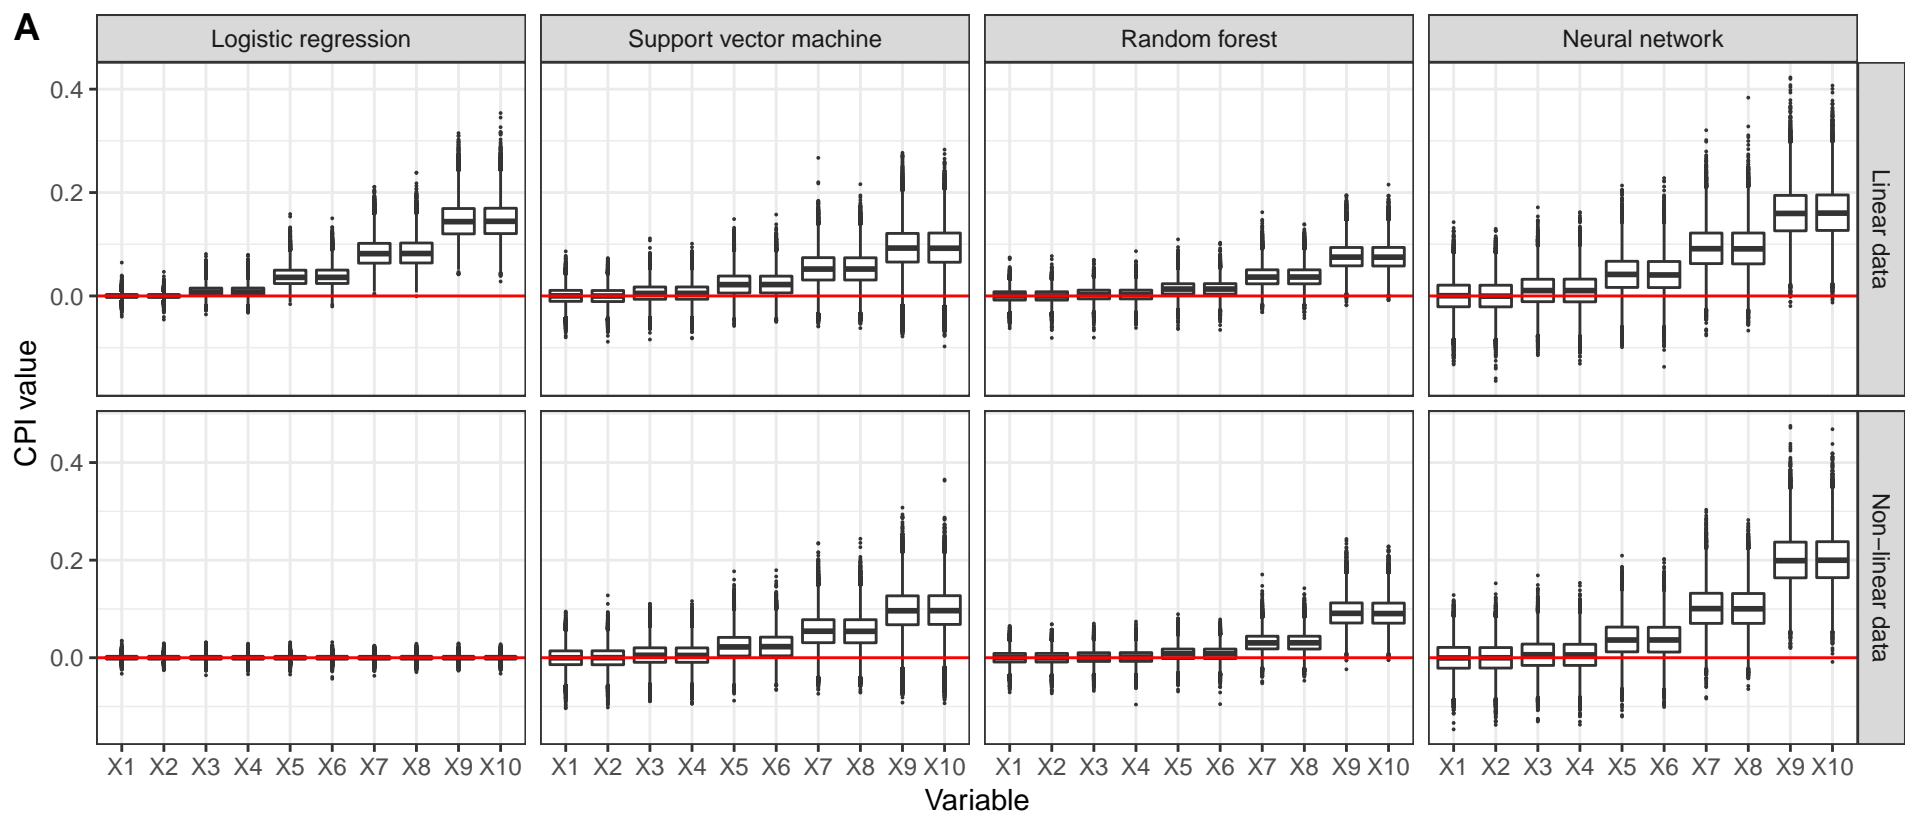 A
Logistic regression
Support vector machine
Random forest
Neural network
0.4
0.2
0.0
Linear data
CPI value
0.4
0.2
0.0
Non−linear data
X1 X2 X3 X4 X5 X6 X7 X8 X9 X10
X1 X2 X3 X4 X5 X6 X7 X8 X9 X10
X1 X2 X3 X4 X5 X6 X7 X8 X9 X10
X1 X2 X3 X4 X5 X6 X7 X8 X9 X10
Variable